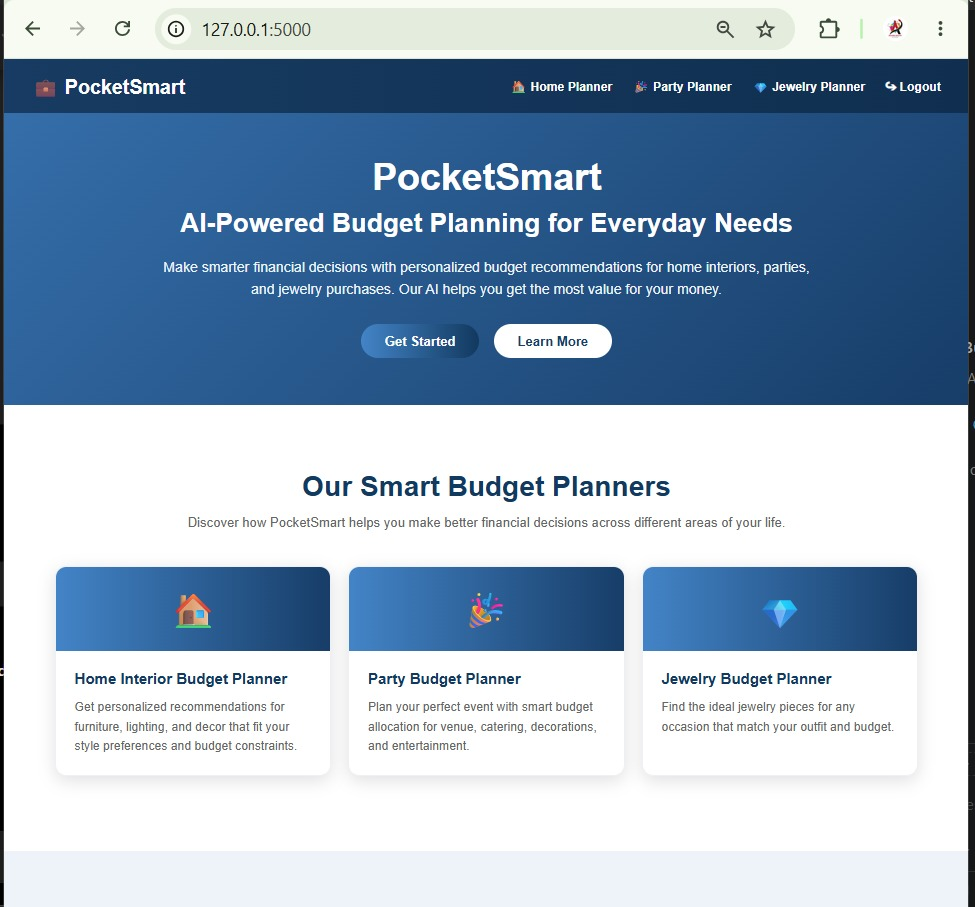 127.0.0.1:5000
PocketSmart
Home Planner
Party Planner
Jewelry Planner
Logout
PocketSmart
AI-Powered Budget Planning for Everyday Needs
Make smarter financial decisions with personalized budget recommendations for home interiors, parties,
and jewelry purchases. Our AI helps you get the most value for your money.
Get Started
Learn More
Our Smart Budget Planners
Discover how PocketSmart helps you make better financial decisions across different areas of your life.
Home Interior Budget Planner
Get personalized recommendations for
furniture, lighting, and decor that fit your
style preferences and budget constraints.
Party Budget Planner
Plan your perfect event with smart budget
allocation for venue, catering, decorations,
and entertainment.
Jewelry Budget Planner
Find the ideal jewelry pieces for any
occasion that match your outfit and budget.